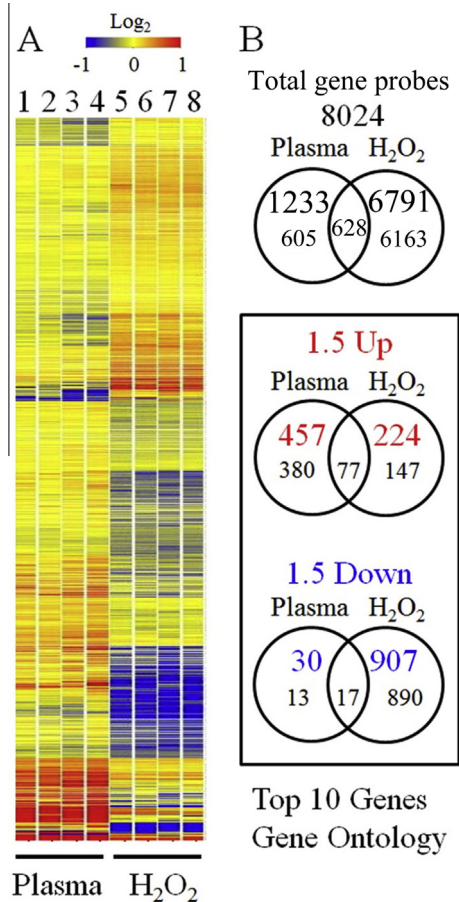 A
Log2
-1 0 1
1 2 3 4 5 6 7 8
Plasma H2O2
B
Total gene probes
8024
Plasma H2O2
1233 6791
605 628 6163
1.5 Up
Plasma H2O2
457 224
380 77 147
1.5 Down
Plasma H2O2
30 907
13 17 890
Top 10 Genes
Gene Ontology